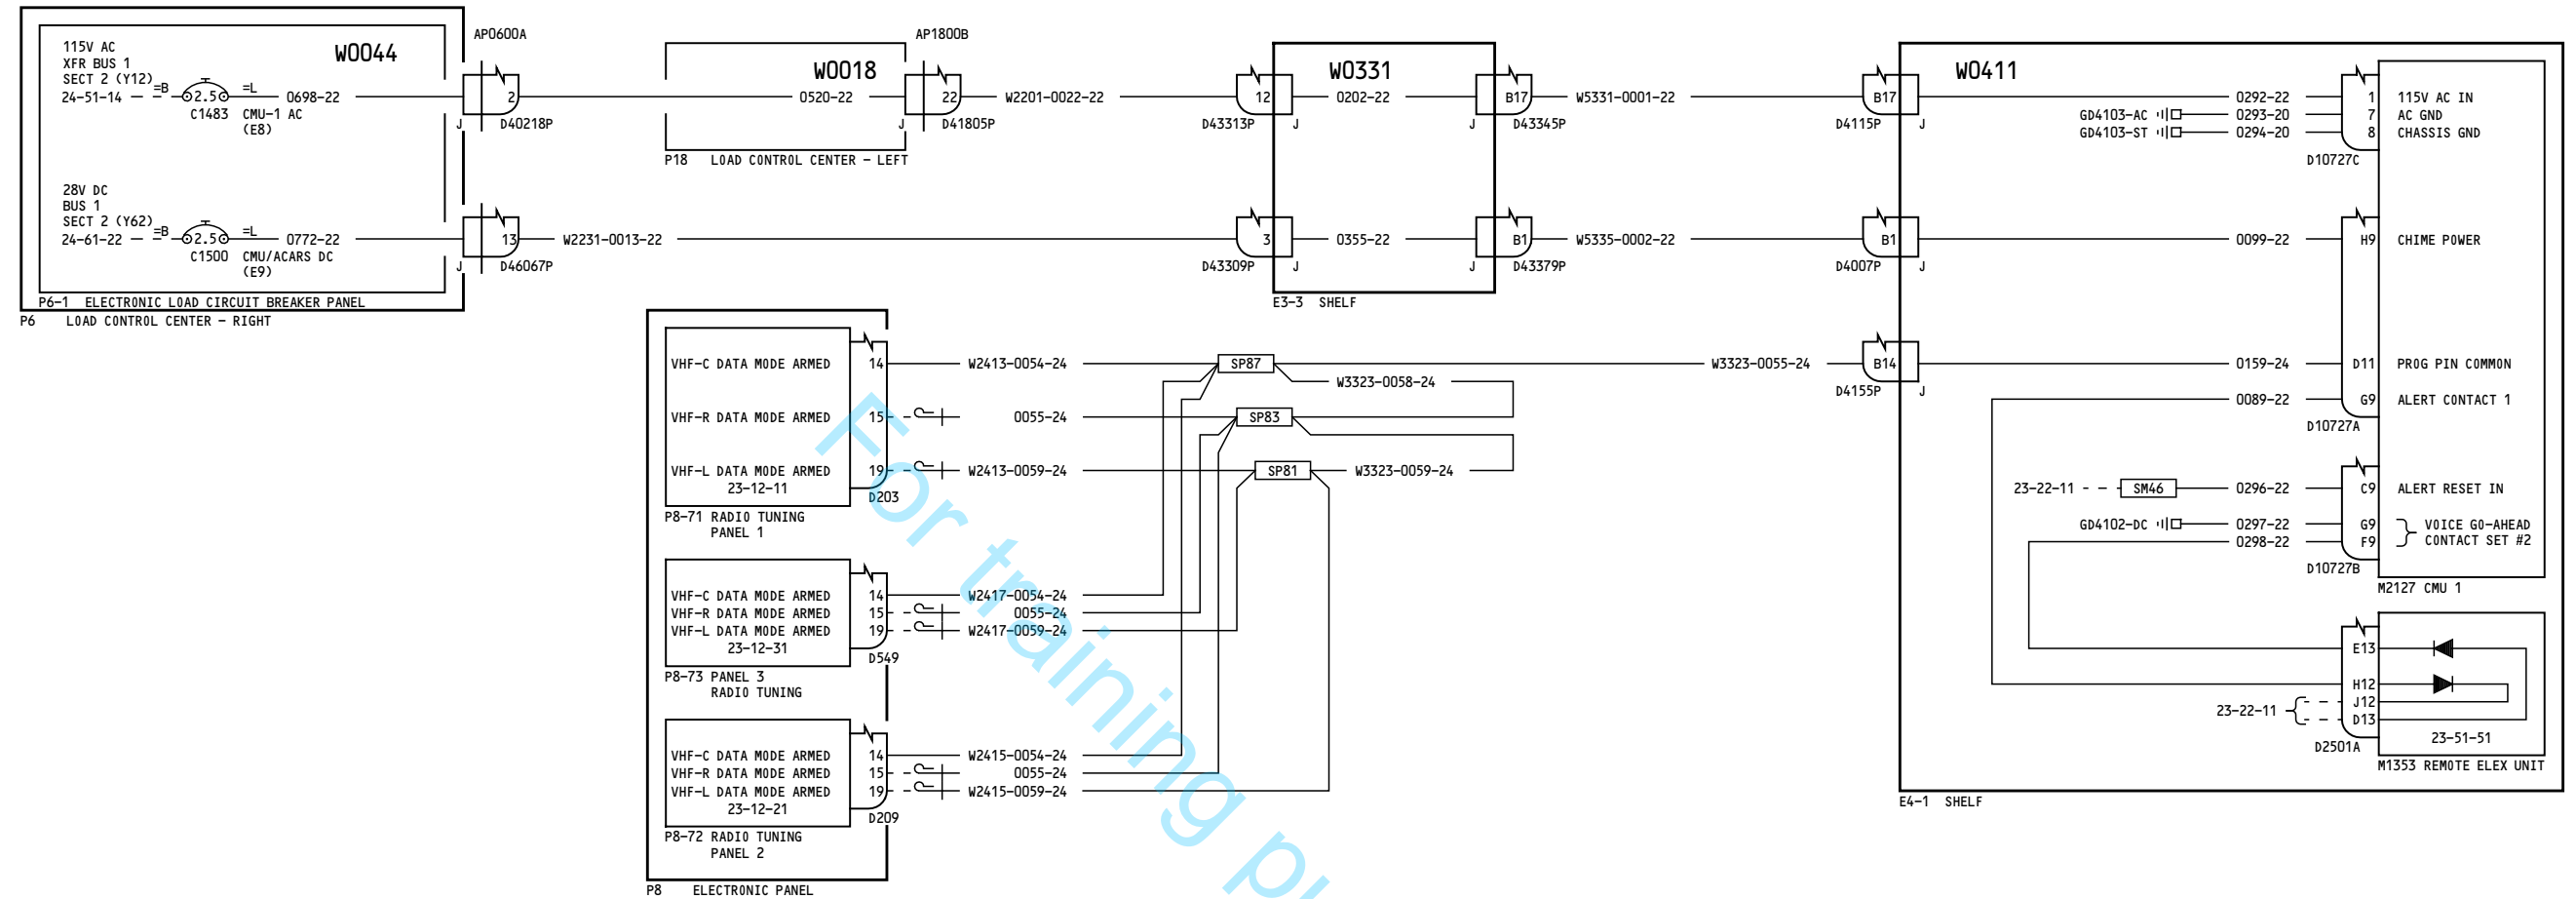 115V AC
XFR BUS 1
SECT 2 (Y12)
24-51-14
=B
2.5
=L
0698-22
C1483
CMU-1 AC
(E8)
W0044
28V DC
BUS 1
SECT 2 (Y62)
24-61-22
=B
2.5
=L
0772-22
C1500
CMU/ACARS DC
(E9)
P6-1 ELECTRONIC LOAD CIRCUIT BREAKER PANEL
P6 LOAD CONTROL CENTER - RIGHT
AP0600A
2
J
D40218P
13
J
D46067P
W2231-0013-22
W0018
0520-22
P18 LOAD CONTROL CENTER - LEFT
AP1800B
22
J
D41805P
W2201-0022-22
12
D43313P
J
W0331
0202-22
B17
J
D43345P
W5331-0001-22
3
D43309P
J
0355-22
B1
J
D43379P
W5335-0002-22
E3-3 SHELF
B17
D4115P
J
B1
D4007P
J
B14
D4155P
J
W0411
0292-22
1
115V AC IN
GD4103-AC
0293-20
7
AC GND
GD4103-ST
0294-20
8
CHASSIS GND
D10727C
0099-22
H9
CHIME POWER
0159-24
D11
PROG PIN COMMON
0089-22
G9
ALERT CONTACT 1
D10727A
23-22-11
SM46
0296-22
C9
ALERT RESET IN
GD4102-DC
0297-22
G9
VOICE GO-AHEAD
0298-22
F9
CONTACT SET #2
D10727B
M2127 CMU 1
E13
H12
J12
D13
23-22-11
D2501A
23-51-51
M1353 REMOTE ELEX UNIT
E4-1 SHELF
VHF-C DATA MODE ARMED
14
W2413-0054-24
SP87
W3323-0055-24
W3323-0058-24
VHF-R DATA MODE ARMED
15
0055-24
SP83
VHF-L DATA MODE ARMED
19
W2413-0059-24
SP81
W3323-0059-24
23-12-11
D203
P8-71 RADIO TUNING
PANEL 1
VHF-C DATA MODE ARMED
14
W2417-0054-24
VHF-R DATA MODE ARMED
15
0055-24
VHF-L DATA MODE ARMED
19
W2417-0059-24
23-12-31
D549
P8-73 PANEL 3
RADIO TUNING
VHF-C DATA MODE ARMED
14
W2415-0054-24
VHF-R DATA MODE ARMED
15
0055-24
VHF-L DATA MODE ARMED
19
W2415-0059-24
23-12-21
D209
P8-72 RADIO TUNING
PANEL 2
P8 ELECTRONIC PANEL
For training